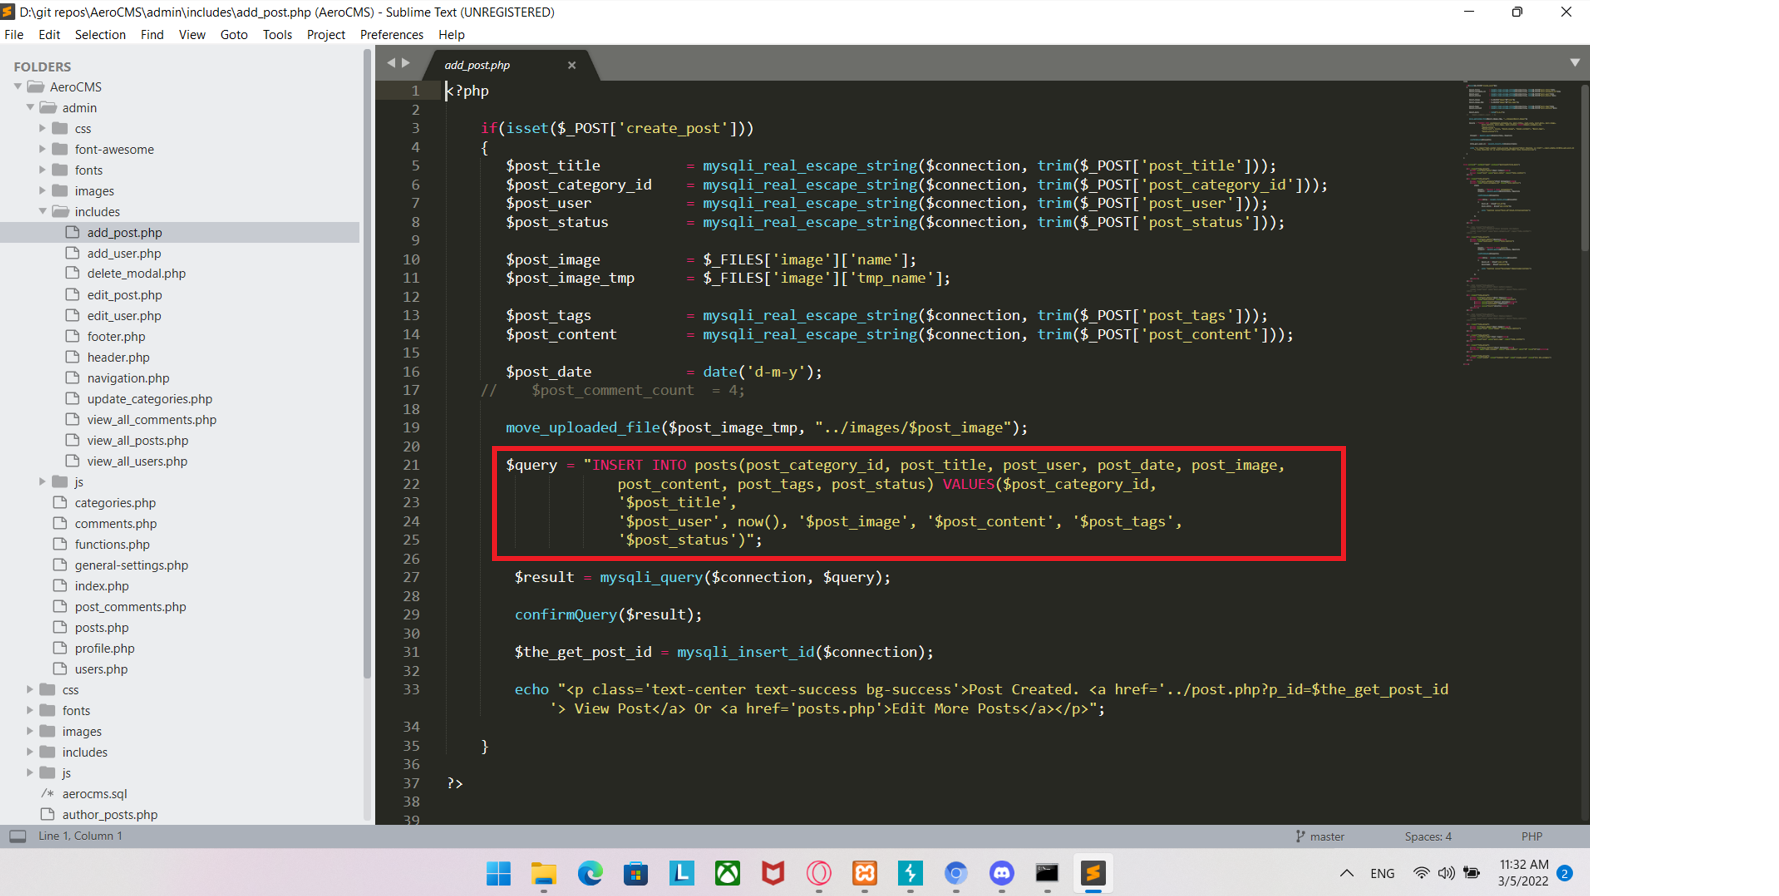 D:\git repos\AeroCMS\admin\includes\add_post.php (AeroCMS) - Sublime Text (UNREGISTERED)
File Edit Selection Find View Goto Tools Project Preferences Help
FOLDERS
AeroCMS
admin
css
font-awesome
fonts
images
includes
add_post.php
add_user.php
delete_modal.php
edit_post.php
edit_user.php
footer.php
header.php
navigation.php
update_categories.php
view_all_comments.php
view_all_posts.php
view_all_users.php
js
categories.php
comments.php
functions.php
general-settings.php
index.php
post_comments.php
posts.php
profile.php
users.php
css
fonts
images
includes
js
/* aerocms.sql
author_posts.php
add_post.php
1 <?php
2
3 if(isset($_POST['create_post']))
4 {
5 $post_title = mysqli_real_escape_string($connection, trim($_POST['post_title']));
6 $post_category_id = mysqli_real_escape_string($connection, trim($_POST['post_category_id']));
7 $post_user = mysqli_real_escape_string($connection, trim($_POST['post_user']));
8 $post_status = mysqli_real_escape_string($connection, trim($_POST['post_status']));
9
10 $post_image = $_FILES['image']['name'];
11 $post_image_tmp = $_FILES['image']['tmp_name'];
12
13 $post_tags = mysqli_real_escape_string($connection, trim($_POST['post_tags']));
14 $post_content = mysqli_real_escape_string($connection, trim($_POST['post_content']));
15
16 $post_date = date('d-m-y');
17 // $post_comment_count = 4;
18
19 move_uploaded_file($post_image_tmp, "../images/$post_image");
20
21 $query = "INSERT INTO posts(post_category_id, post_title, post_user, post_date, post_image,
22 post_content, post_tags, post_status) VALUES($post_category_id,
23 '$post_title',
24 '$post_user', now(), '$post_image', '$post_content', '$post_tags',
25 '$post_status')";
26
27 $result = mysqli_query($connection, $query);
28
29 confirmQuery($result);
30
31 $the_get_post_id = mysqli_insert_id($connection);
32
33 echo "<p class='text-center text-success bg-success'>Post Created. <a href='../post.php?p_id=$the_get_post_id
'> View Post</a> Or <a href='posts.php'>Edit More Posts</a></p>";
34
35 }
36
37 ?>
38
39
Line 1, Column 1
master
Spaces: 4
PHP
ENG
11:32 AM
3/5/2022
2